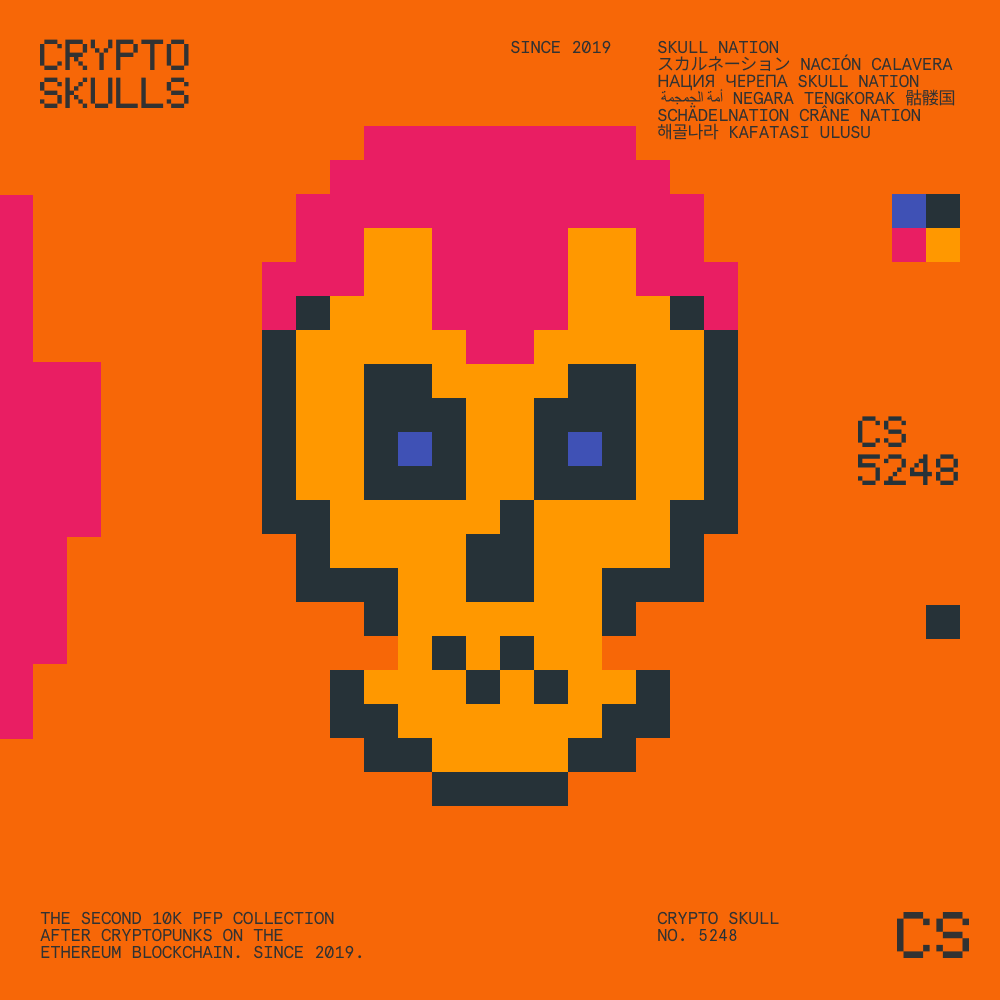 CRYPTO
SKULLS
SINCE 2019
SKULL NATION
スカルネーション NACIÓN CALAVERA
НАЦИЯ ЧЕРЕПА SKULL NATION
أمة الجمجمة NEGARA TENGKORAK 骷髅国
SCHÄDELNATION CRÂNE NATION
해골나라 KAFATASI ULUSU
CS
5248
THE SECOND 10K PFP COLLECTION
AFTER CRYPTOPUNKS ON THE
ETHEREUM BLOCKCHAIN. SINCE 2019.
CRYPTO SKULL
NO. 5248
CS